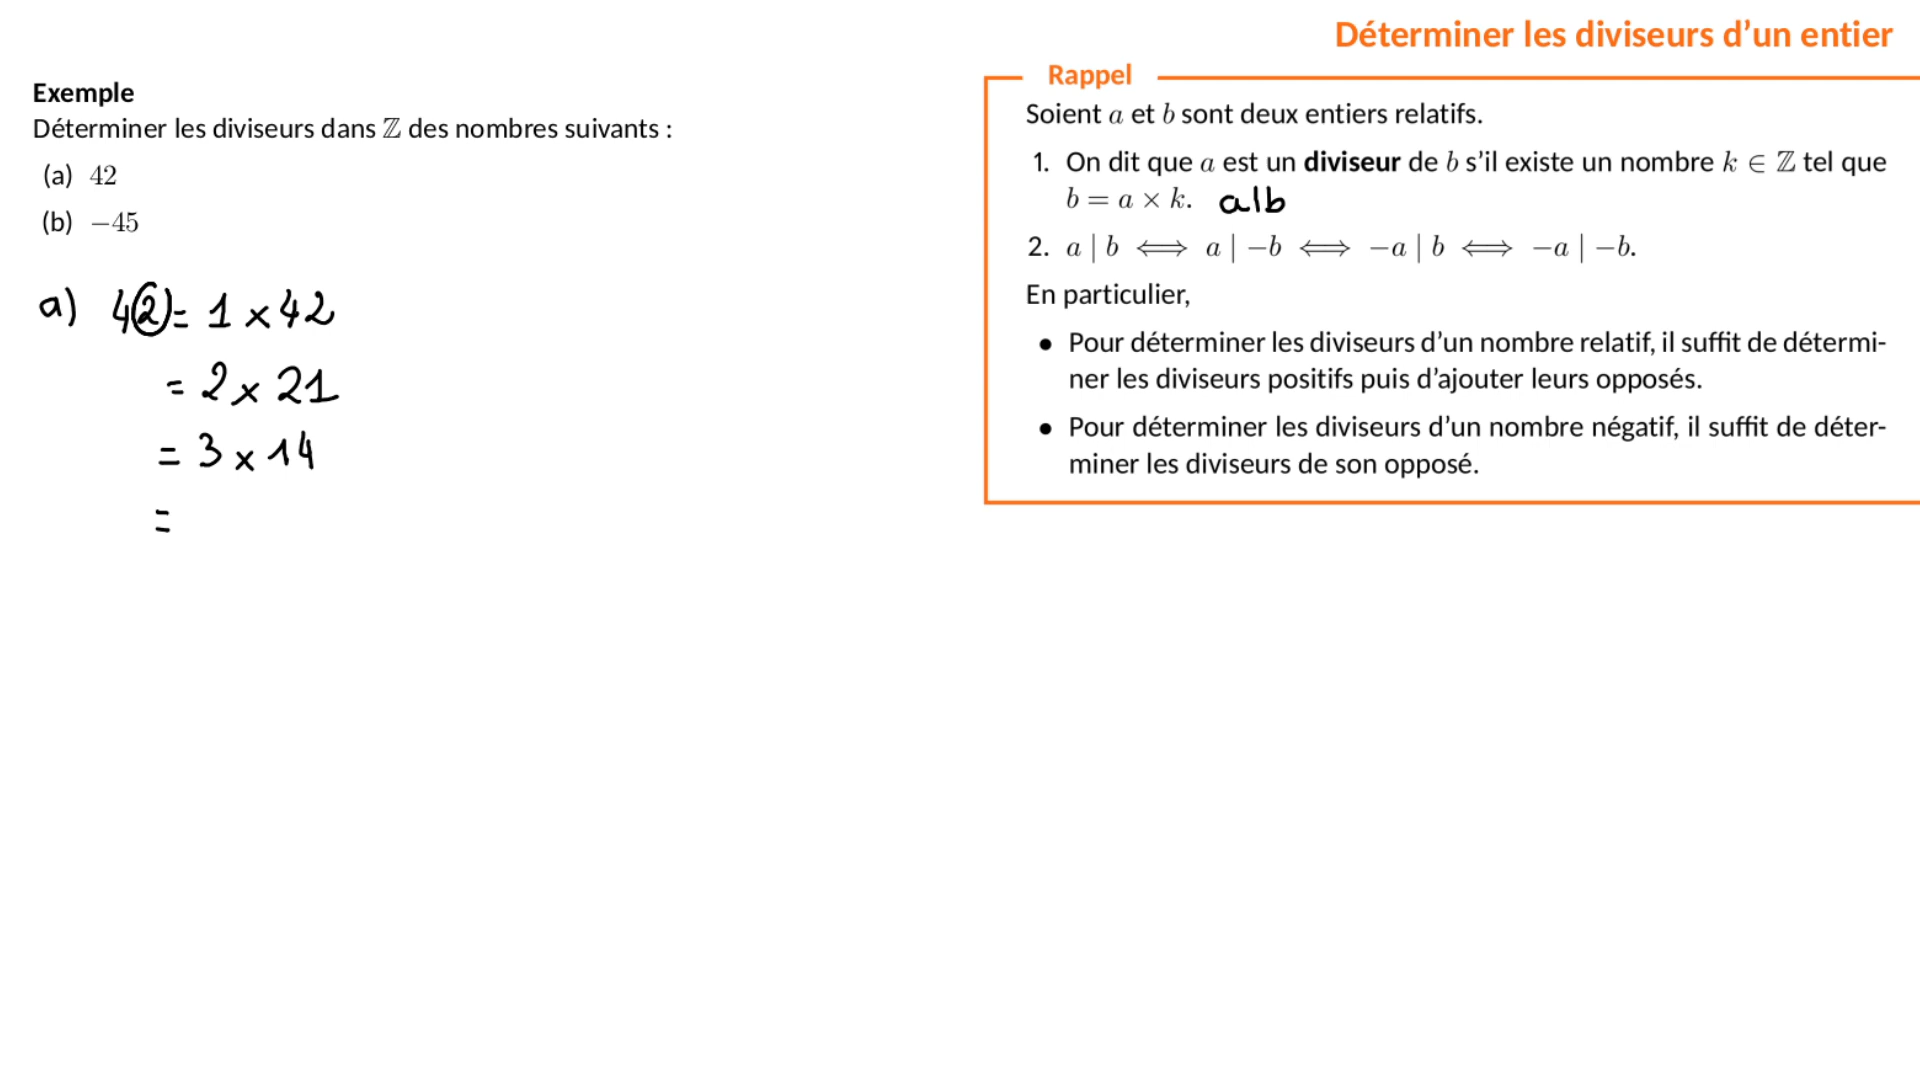 Déterminer les diviseurs d’un entier
Exemple
Déterminer les diviseurs dans ℤ des nombres suivants :
(a) 42
(b) −45
a) 42 = 1 × 42
= 2 × 21
= 3 × 14
=
Rappel
Soient a et b sont deux entiers relatifs.
1. On dit que a est un diviseur de b s’il existe un nombre k ∈ ℤ tel que
b = a × k. a|b
2. a | b ⟺ a | −b ⟺ −a | b ⟺ −a | −b.
En particulier,
• Pour déterminer les diviseurs d’un nombre relatif, il suffit de détermi-
ner les diviseurs positifs puis d’ajouter leurs opposés.
• Pour déterminer les diviseurs d’un nombre négatif, il suffit de déter-
miner les diviseurs de son opposé.